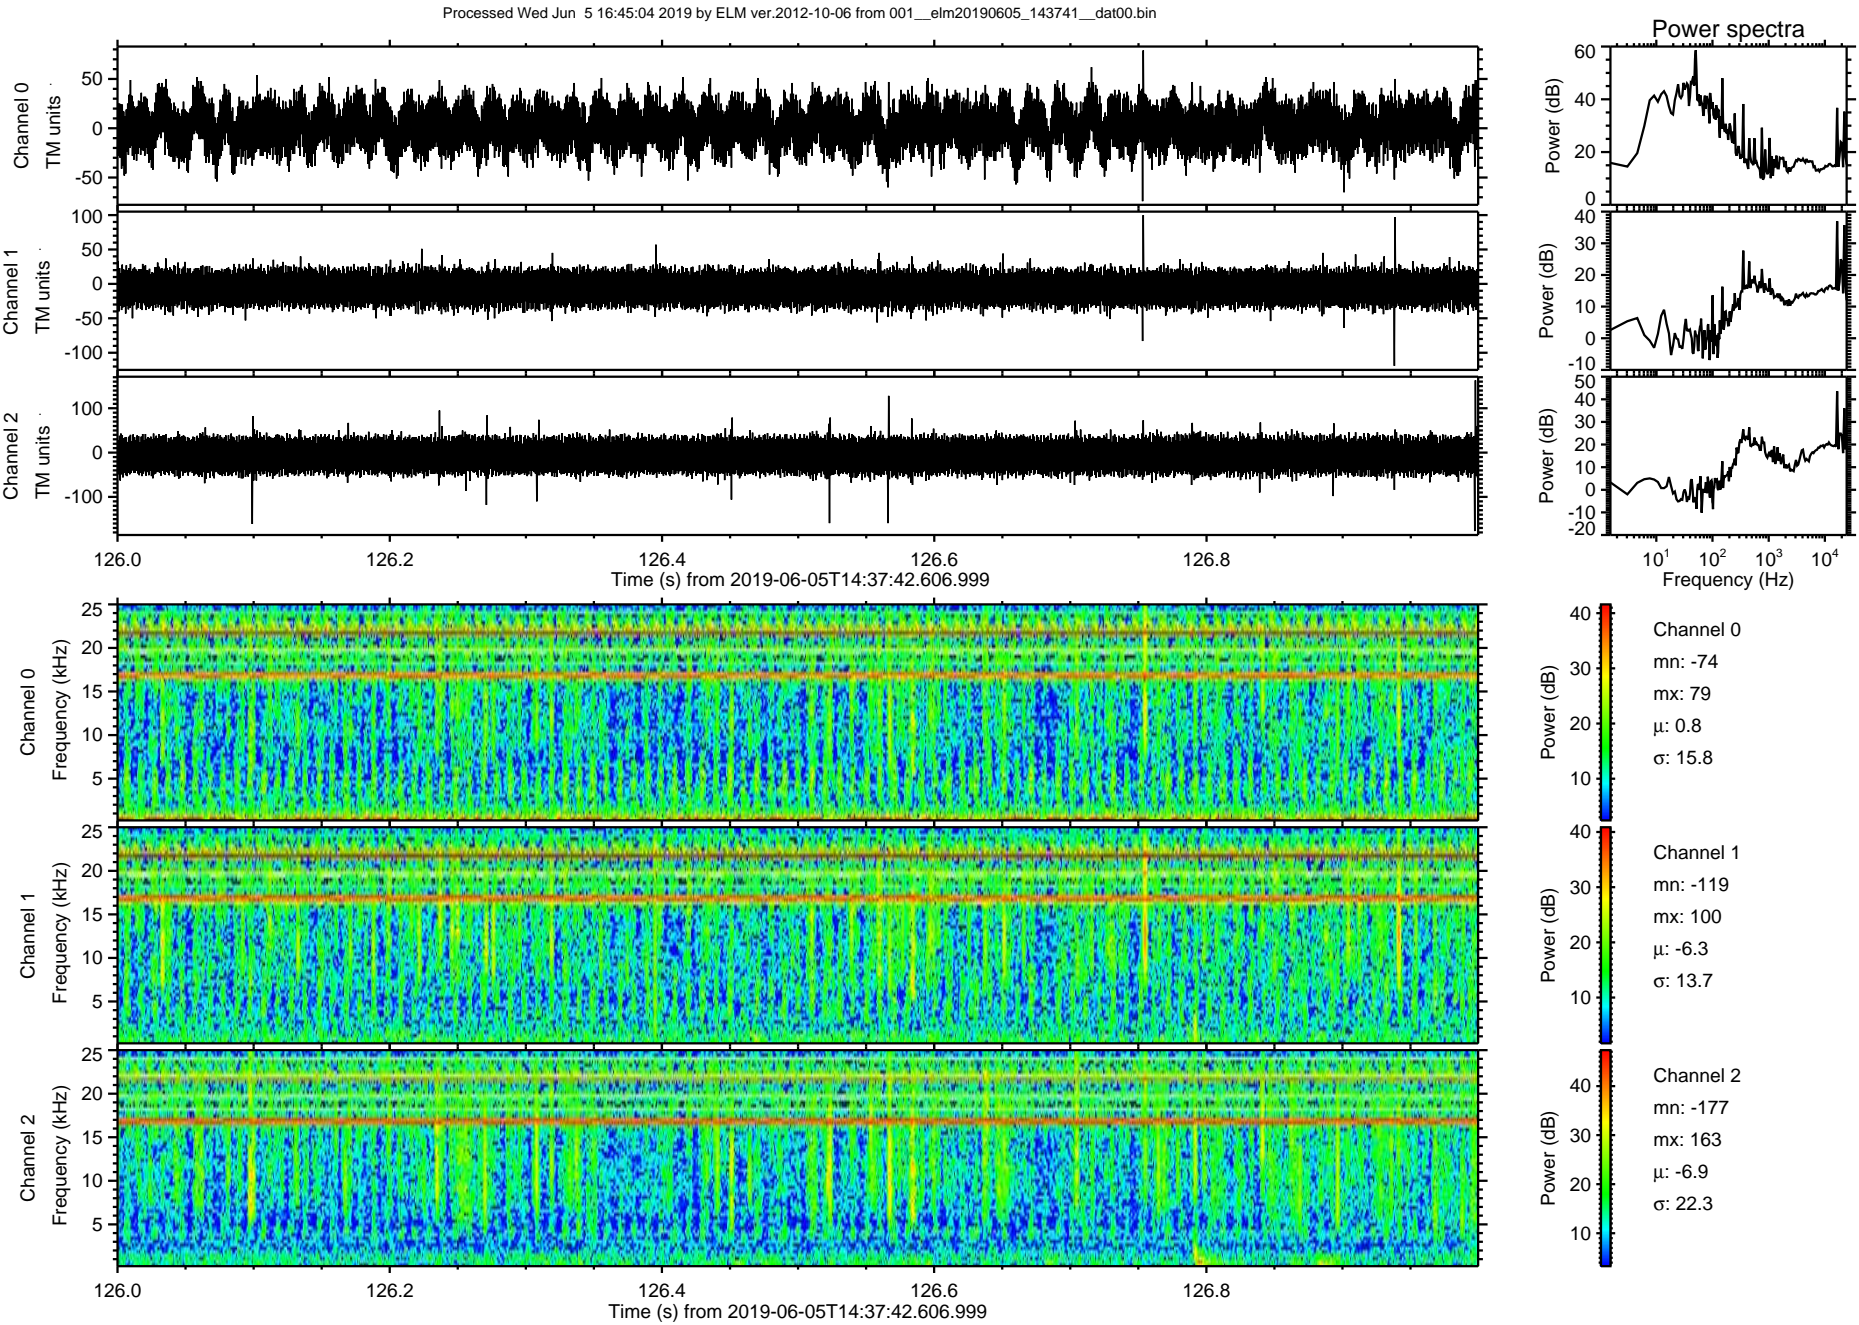 Processed Wed Jun  5 16:45:04 2019 by ELM ver.2012-10-06 from 001__elm20190605_143741__dat00.bin
Power spectra
Channel 0
TM units
50
0
-50
Power (dB)
60
40
20
0
Channel 1
TM units
100
50
0
-50
-100
Power (dB)
40
30
20
10
0
-10
Channel 2
TM units
100
0
-100
Power (dB)
50
40
30
20
10
0
-10
-20
126.0 126.2 126.4 126.6 126.8
Time (s) from 2019-06-05T14:37:42.606.999
10¹ 10² 10³ 10⁴
Frequency (Hz)
Channel 0
Frequency (kHz)
25
20
15
10
5
Power (dB)
40
30
20
10
Channel 0
mn: -74
mx: 79
μ: 0.8
σ: 15.8
Channel 1
Frequency (kHz)
25
20
15
10
5
Power (dB)
40
30
20
10
Channel 1
mn: -119
mx: 100
μ: -6.3
σ: 13.7
Channel 2
Frequency (kHz)
25
20
15
10
5
Power (dB)
40
30
20
10
Channel 2
mn: -177
mx: 163
μ: -6.9
σ: 22.3
126.0 126.2 126.4 126.6 126.8
Time (s) from 2019-06-05T14:37:42.606.999